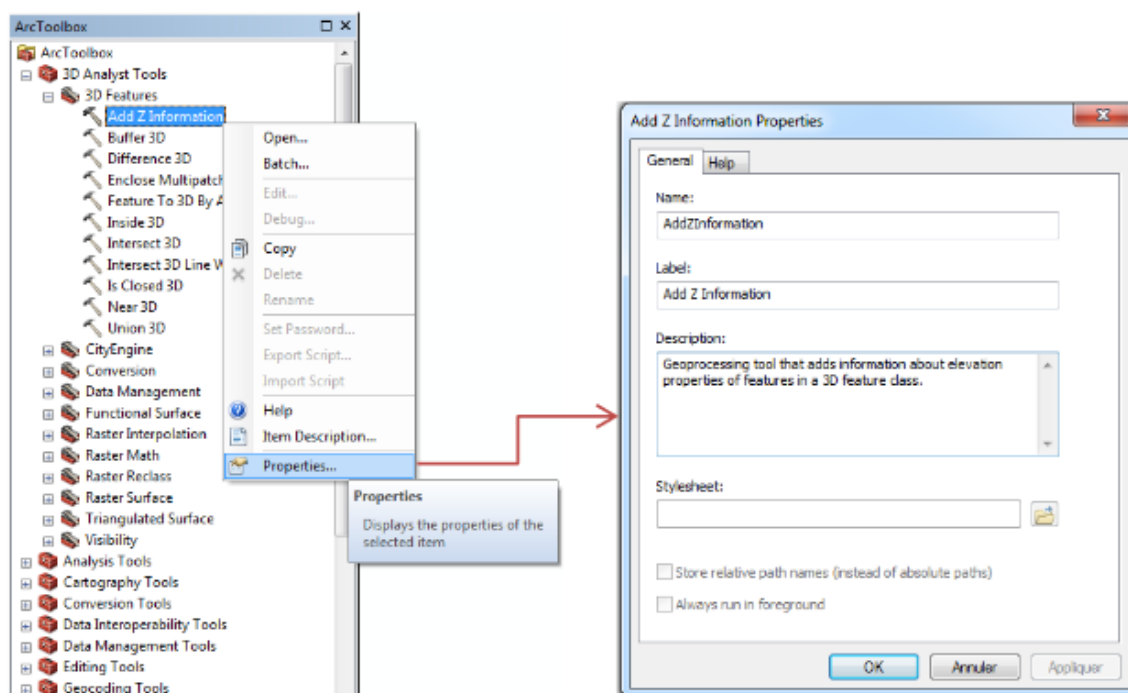 ArcToolbox
ArcToolbox
3D Analyst Tools
3D Features
Add Z Information
Buffer 3D
Difference 3D
Enclose Multipatch
Feature To 3D By A
Inside 3D
Intersect 3D
Intersect 3D Line W
Is Closed 3D
Near 3D
Union 3D
CityEngine
Conversion
Data Management
Functional Surface
Raster Interpolation
Raster Math
Raster Reclass
Raster Surface
Triangulated Surface
Visibility
Analysis Tools
Cartography Tools
Conversion Tools
Data Interoperability Tools
Data Management Tools
Editing Tools
Geocoding Tools
Open...
Batch...
Edit...
Debug...
Copy
Delete
Rename
Set Password...
Export Script...
Import Script
Help
Item Description...
Properties...
Properties
Displays the properties of the
selected item
Add Z Information Properties
General Help
Name:
AddZInformation
Label:
Add Z Information
Description:
Geoprocessing tool that adds information about elevation
properties of features in a 3D feature class.
Stylesheet:
Store relative path names (instead of absolute paths)
Always run in foreground
OK Annuler Appliquer